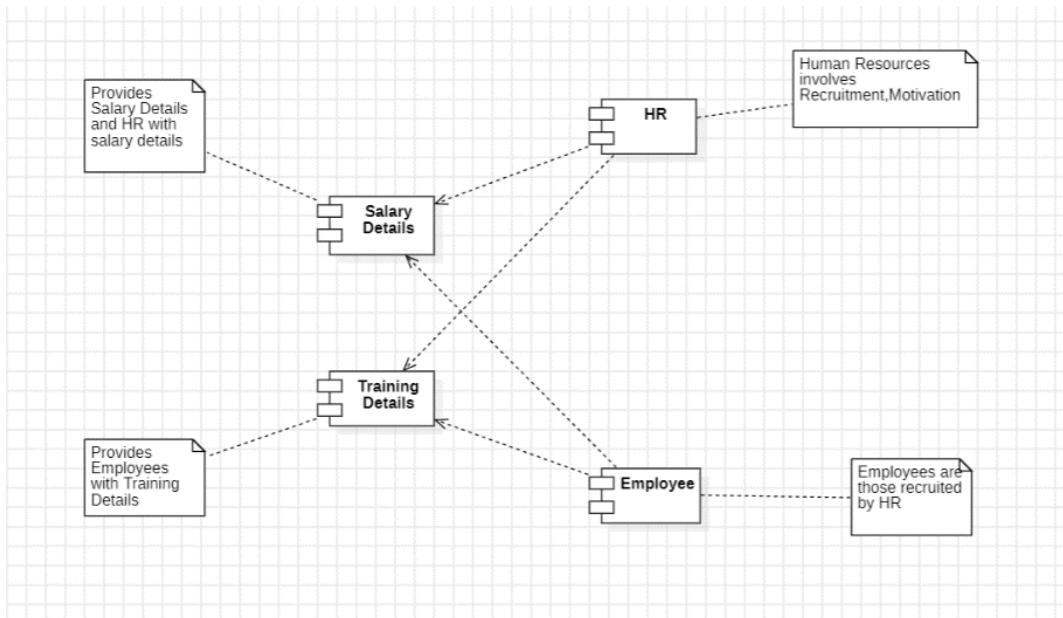 Provides
Salary Details
and HR with
salary details
Human Resources
involves
Recruitment,Motivation
HR
Salary
Details
Training
Details
Provides
Employees
with Training
Details
Employee
Employees are
those recruited
by HR